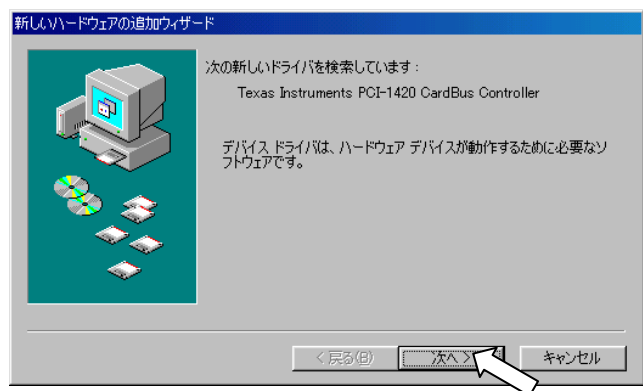 新しいハードウェアの追加ウィザード
次の新しいドライバを検索しています：
Texas Instruments PCI-1420 CardBus Controller
デバイス ドライバは、ハードウェア デバイスが動作するために必要なソ
フトウェアです。
< 戻る(B) 次へ > キャンセル